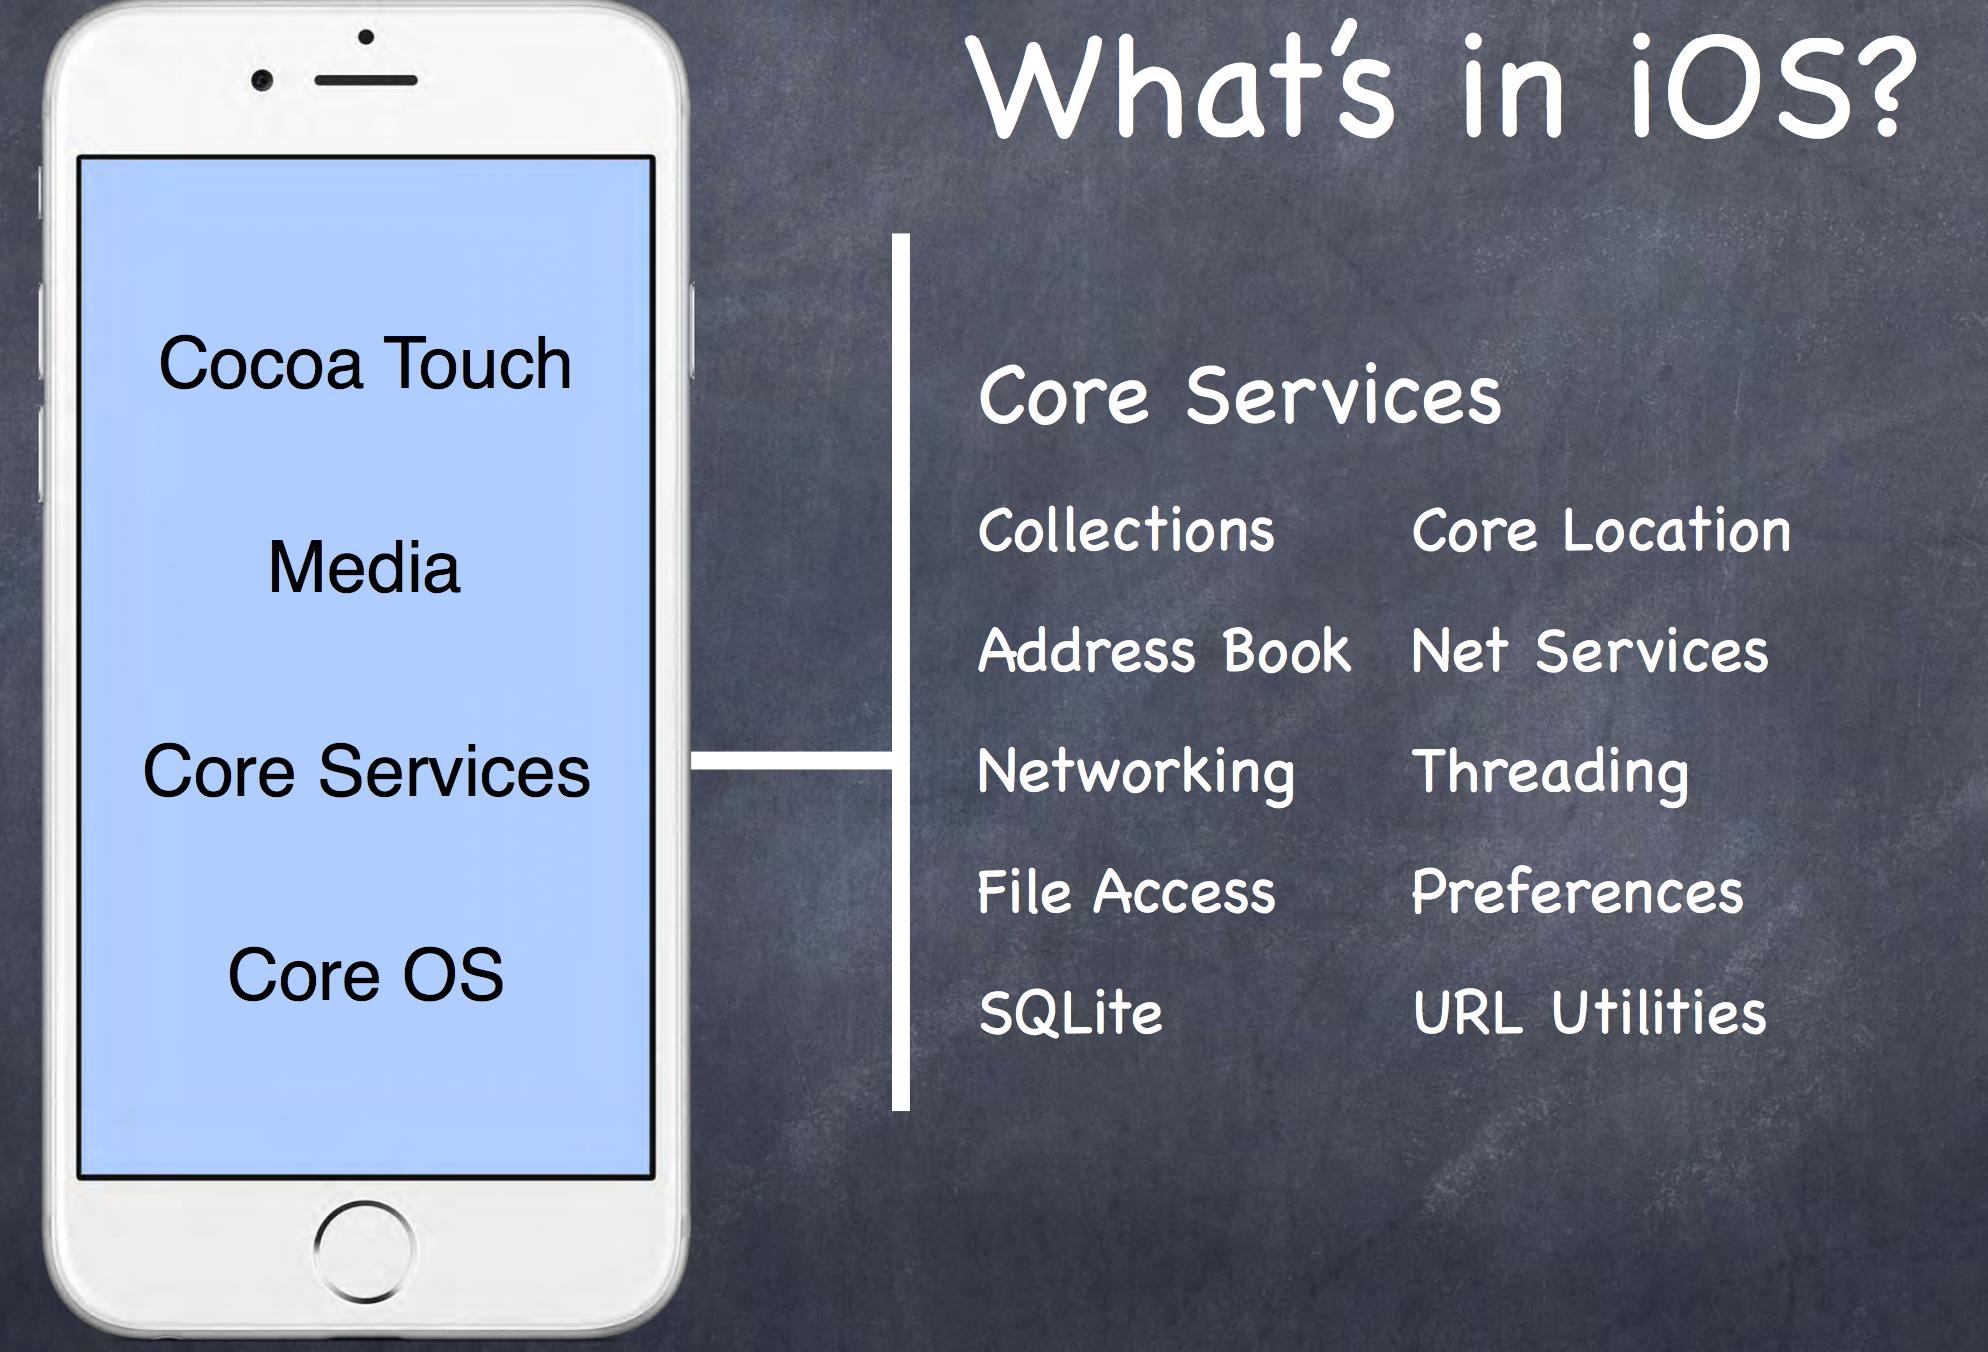 What's in iOS?
Cocoa Touch
Media
Core Services
Core OS
Core Services
Collections
Core Location
Address Book
Net Services
Networking
Threading
File Access
Preferences
SQLite
URL Utilities